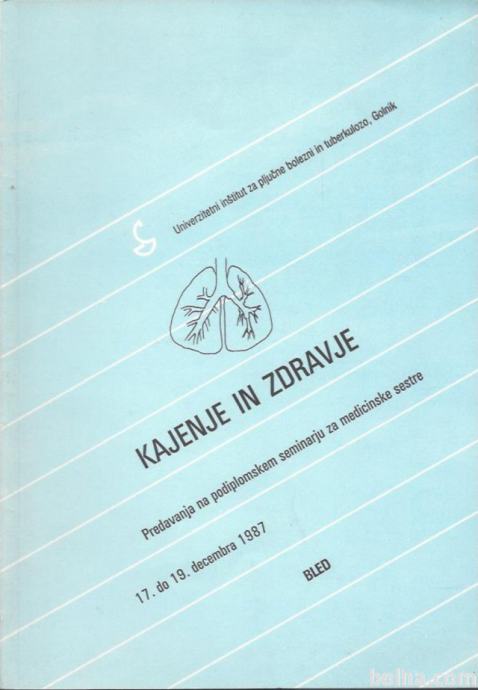 Univerzitetni inštitut za pljučne bolezni in tuberkulozo, Golnik
KAJENJE IN ZDRAVJE
Predavanja na podiplomskem seminarju za medicinske sestre
17. do 19. decembra 1987
BLED
bolha.com